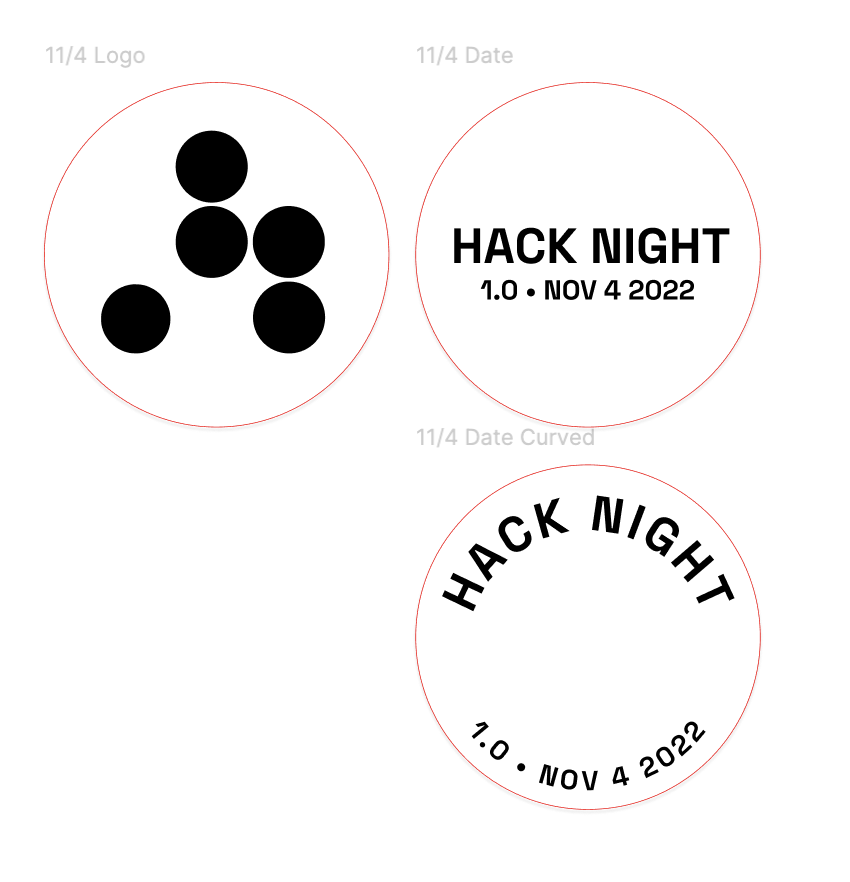 11/4 Logo
11/4 Date
HACK NIGHT
1.0 • NOV 4 2022
11/4 Date Curved
HACK NIGHT
1.0 • NOV 4 2022